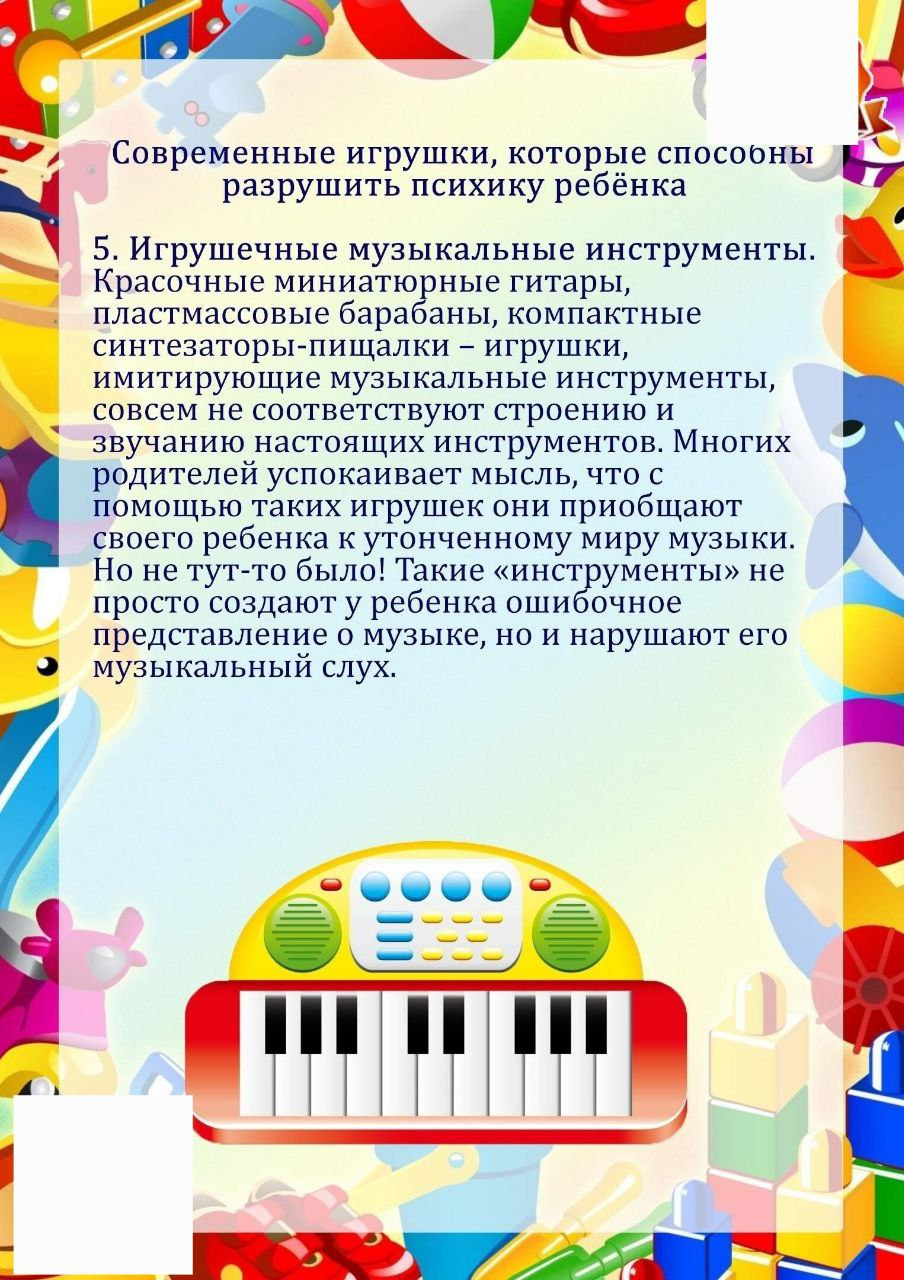 Современные игрушки, которые способны
разрушить психику ребёнка
5. Игрушечные музыкальные инструменты.
Красочные миниатюрные гитары,
пластмассовые барабаны, компактные
синтезаторы-пищалки – игрушки,
имитирующие музыкальные инструменты,
совсем не соответствуют строению и
звучанию настоящих инструментов. Многих
родителей успокаивает мысль, что с
помощью таких игрушек они приобщают
своего ребенка к утонченному миру музыки.
Но не тут-то было! Такие «инструменты» не
просто создают у ребенка ошибочное
представление о музыке, но и нарушают его
музыкальный слух.